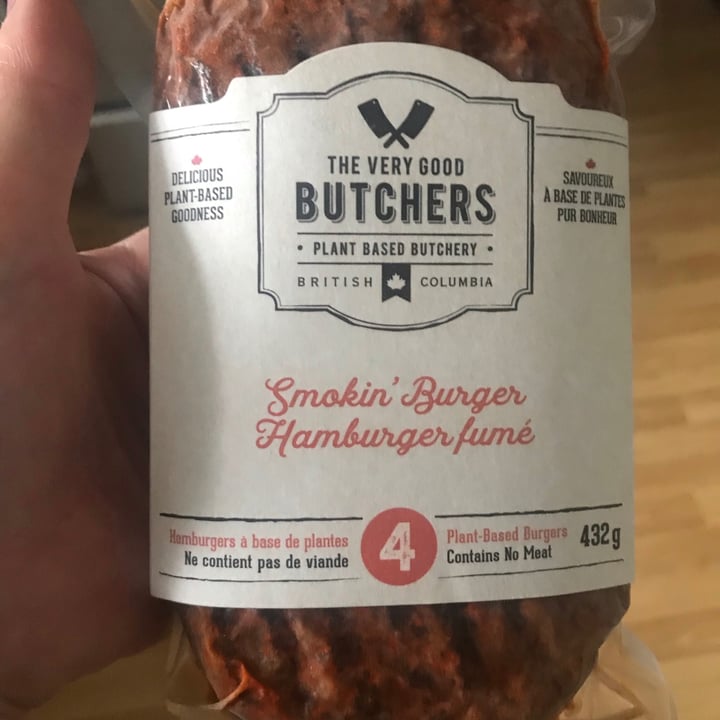 THE VERY GOOD
BUTCHERS
• PLANT BASED BUTCHERY •
BRITISH COLUMBIA
DELICIOUS
PLANT-BASED
GOODNESS
SAVOUREUX
À BASE DE PLANTES
PUR BONHEUR
Smokin' Burger
Hamburger fumé
Hamburgers à base de plantes
Ne contient pas de viande
4
Plant-Based Burgers
Contains No Meat
432g